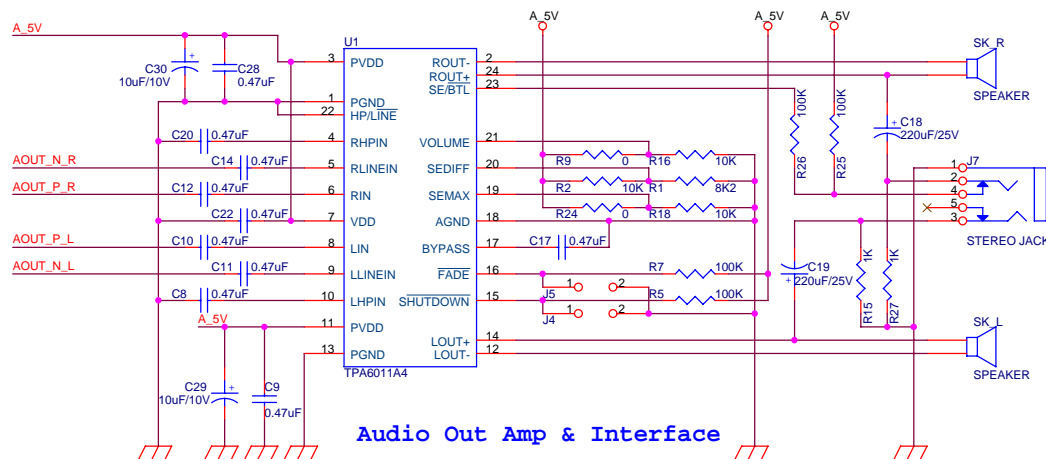 A_5V
A_5V
A_5V
A_5V
U1
C30
10uF/10V
C28
0.47uF
3
PVDD
1
PGND
22
HP/LINE
C20
0.47uF
4
RHPIN
AOUT_N_R
C14
0.47uF
5
RLINEIN
AOUT_P_R
C12
0.47uF
6
RIN
C22
0.47uF
7
VDD
AOUT_P_L
C10
0.47uF
8
LIN
AOUT_N_L
C11
0.47uF
9
LLINEIN
C8
0.47uF
10
LHPIN
A_5V
11
PVDD
13
PGND
C29
10uF/10V
C9
0.47uF
TPA6011A4
ROUT-
2
ROUT+
24
SE/BTL
23
VOLUME
21
SEDIFF
20
SEMAX
19
AGND
18
BYPASS
17
FADE
16
SHUTDOWN
15
LOUT+
14
LOUT-
12
R9
0
R16
10K
R2
10K
R1
8K2
R24
0
R18
10K
C17
0.47uF
R7
100K
J5
1
2
R5
100K
J4
1
2
100K
R26
100K
R25
SK_R
SPEAKER
C18
220uF/25V
J7
1
2
4
5
3
STEREO JACK
C19
220uF/25V
1K
R15
1K
R27
SK_L
SPEAKER
Audio Out Amp & Interface